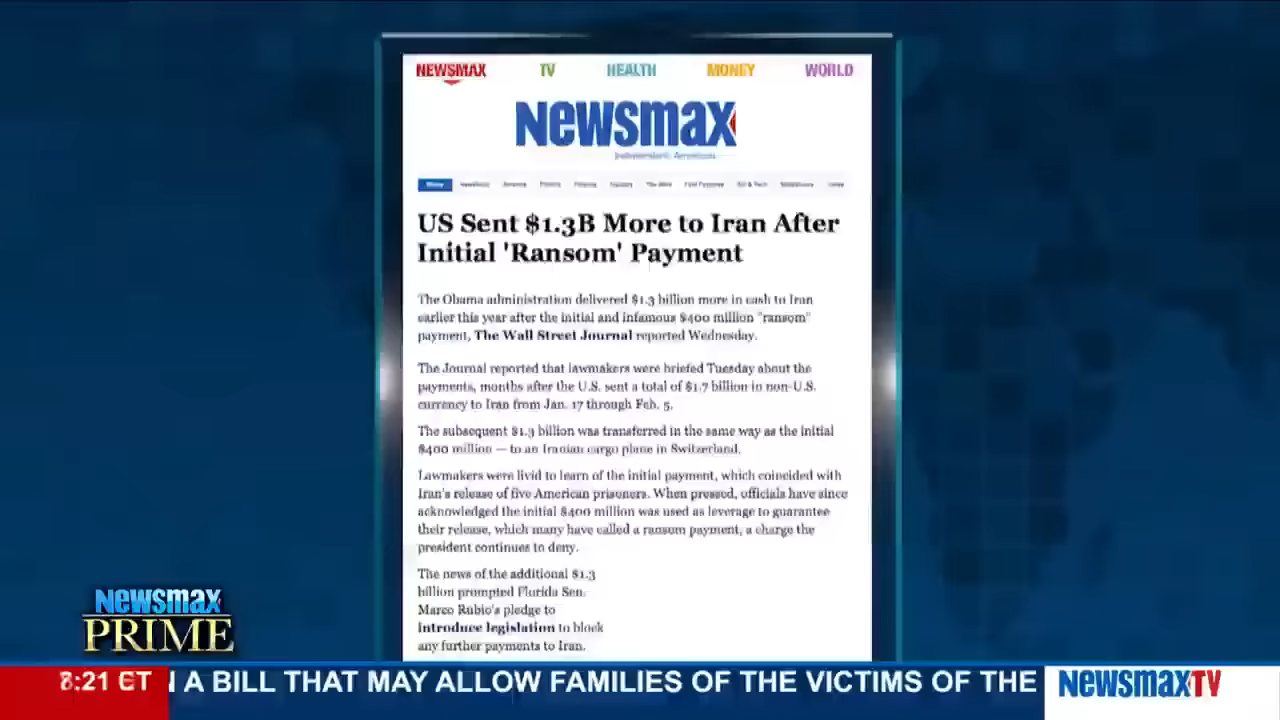 NEWSMAX TV HEALTH MONEY WORLD
Newsmax
Independent. American.
Home Newsfront America Politics
US Sent $1.3B More to Iran After
Initial 'Ransom' Payment
The Obama administration delivered $1.3 billion more in cash to Iran
earlier this year after the initial and infamous $400 million "ransom"
payment, The Wall Street Journal reported Wednesday.
The Journal reported that lawmakers were briefed Tuesday about the
payments, months after the U.S. sent a total of $1.7 billion in non-U.S.
currency to Iran from Jan. 17 through Feb. 5.
The subsequent $1.3 billion was transferred in the same way as the initial
$400 million — to an Iranian cargo plane in Switzerland.
Lawmakers were livid to learn of the initial payment, which coincided with
Iran's release of five American prisoners. When pressed, officials have since
acknowledged the initial $400 million was used as leverage to guarantee
their release, which many have called a ransom payment, a charge the
president continues to deny.
The news of the additional $1.3
billion prompted Florida Sen.
Marco Rubio's pledge to
introduce legislation to block
any further payments to Iran.
Newsmax
PRIME
8:21 ET A BILL THAT MAY ALLOW FAMILIES OF THE VICTIMS OF THE NewsmaxTV